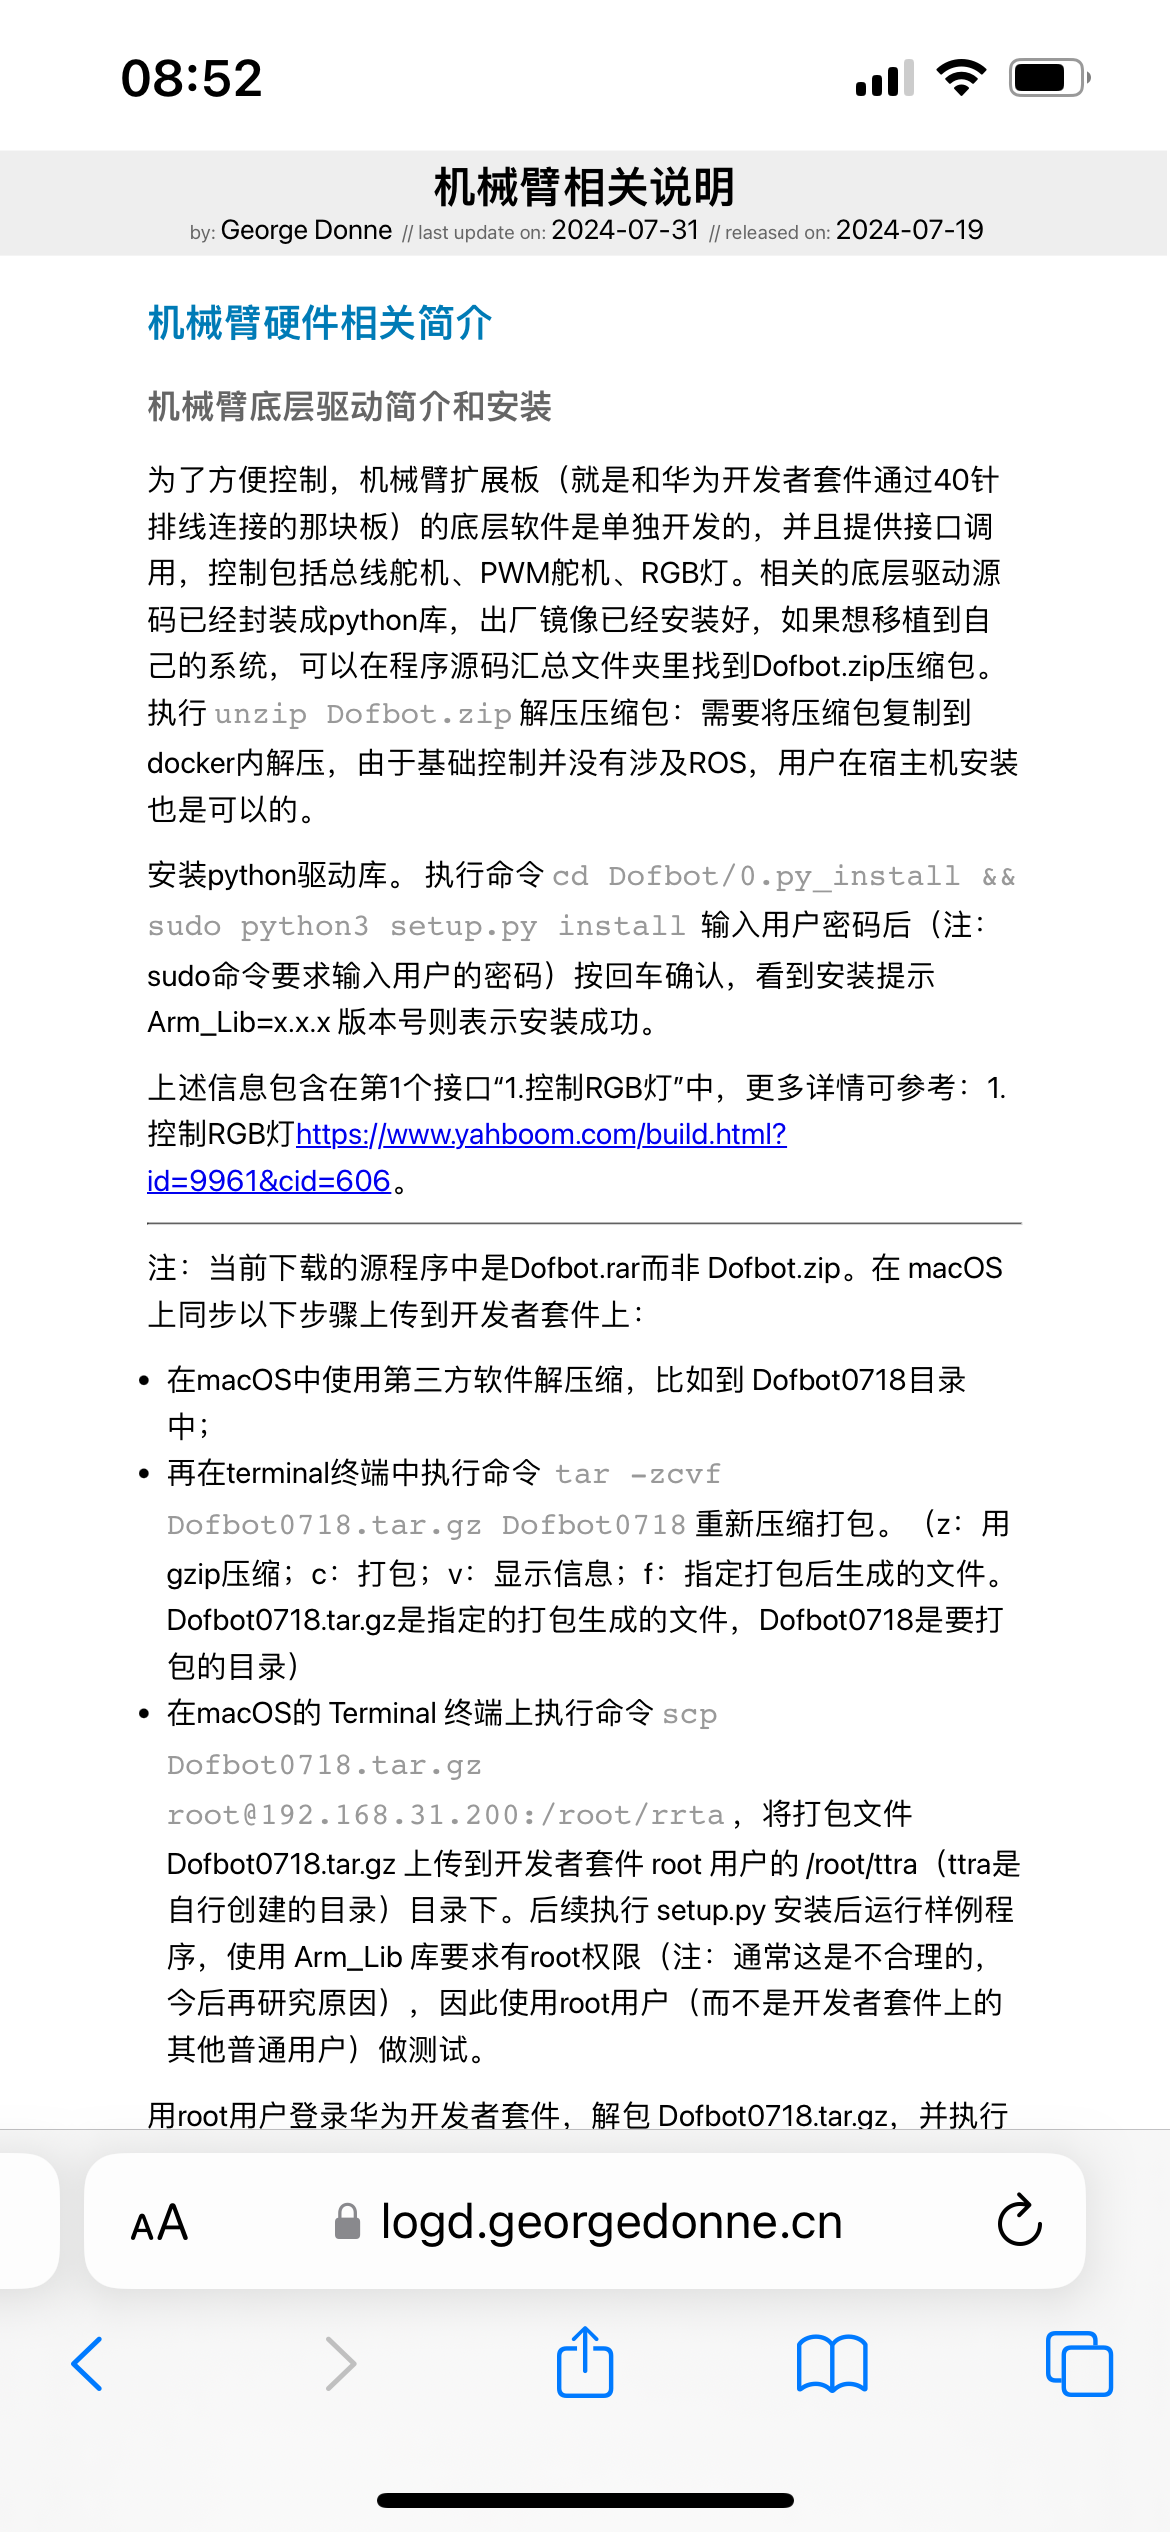 08:52
机械臂相关说明
by: George Donne // last update on: 2024-07-31 // released on: 2024-07-19
机械臂硬件相关简介
机械臂底层驱动简介和安装
为了方便控制，机械臂扩展板（就是和华为开发者套件通过40针
排线连接的那块板）的底层软件是单独开发的，并且提供接口调
用，控制包括总线舵机、PWM舵机、RGB灯。相关的底层驱动源
码已经封装成python库，出厂镜像已经安装好，如果想移植到自
己的系统，可以在程序源码汇总文件夹里找到Dofbot.zip压缩包。
执行 unzip Dofbot.zip 解压压缩包：需要将压缩包复制到
docker内解压，由于基础控制并没有涉及ROS，用户在宿主机安装
也是可以的。
安装python驱动库。 执行命令 cd Dofbot/0.py_install &&
sudo python3 setup.py install 输入用户密码后（注：
sudo命令要求输入用户的密码）按回车确认，看到安装提示
Arm_Lib=x.x.x 版本号则表示安装成功。
上述信息包含在第1个接口“1.控制RGB灯”中，更多详情可参考：1.
控制RGB灯https://www.yahboom.com/build.html?
id=9961&cid=606。
注：当前下载的源程序中是Dofbot.rar而非 Dofbot.zip。在 macOS
上同步以下步骤上传到开发者套件上：
• 在macOS中使用第三方软件解压缩，比如到 Dofbot0718目录
中；
• 再在terminal终端中执行命令 tar -zcvf
Dofbot0718.tar.gz Dofbot0718 重新压缩打包。（z：用
gzip压缩；c：打包；v：显示信息；f：指定打包后生成的文件。
Dofbot0718.tar.gz是指定的打包生成的文件，Dofbot0718是要打
包的目录）
• 在macOS的 Terminal 终端上执行命令 scp
Dofbot0718.tar.gz
root@192.168.31.200:/root/rrta ，将打包文件
Dofbot0718.tar.gz 上传到开发者套件 root 用户的 /root/ttra（ttra是
自行创建的目录）目录下。后续执行 setup.py 安装后运行样例程
序，使用 Arm_Lib 库要求有root权限（注：通常这是不合理的，
今后再研究原因），因此使用root用户（而不是开发者套件上的
其他普通用户）做测试。
用root用户登录华为开发者套件，解包 Dofbot0718.tar.gz，并执行
AA logd.georgedonne.cn